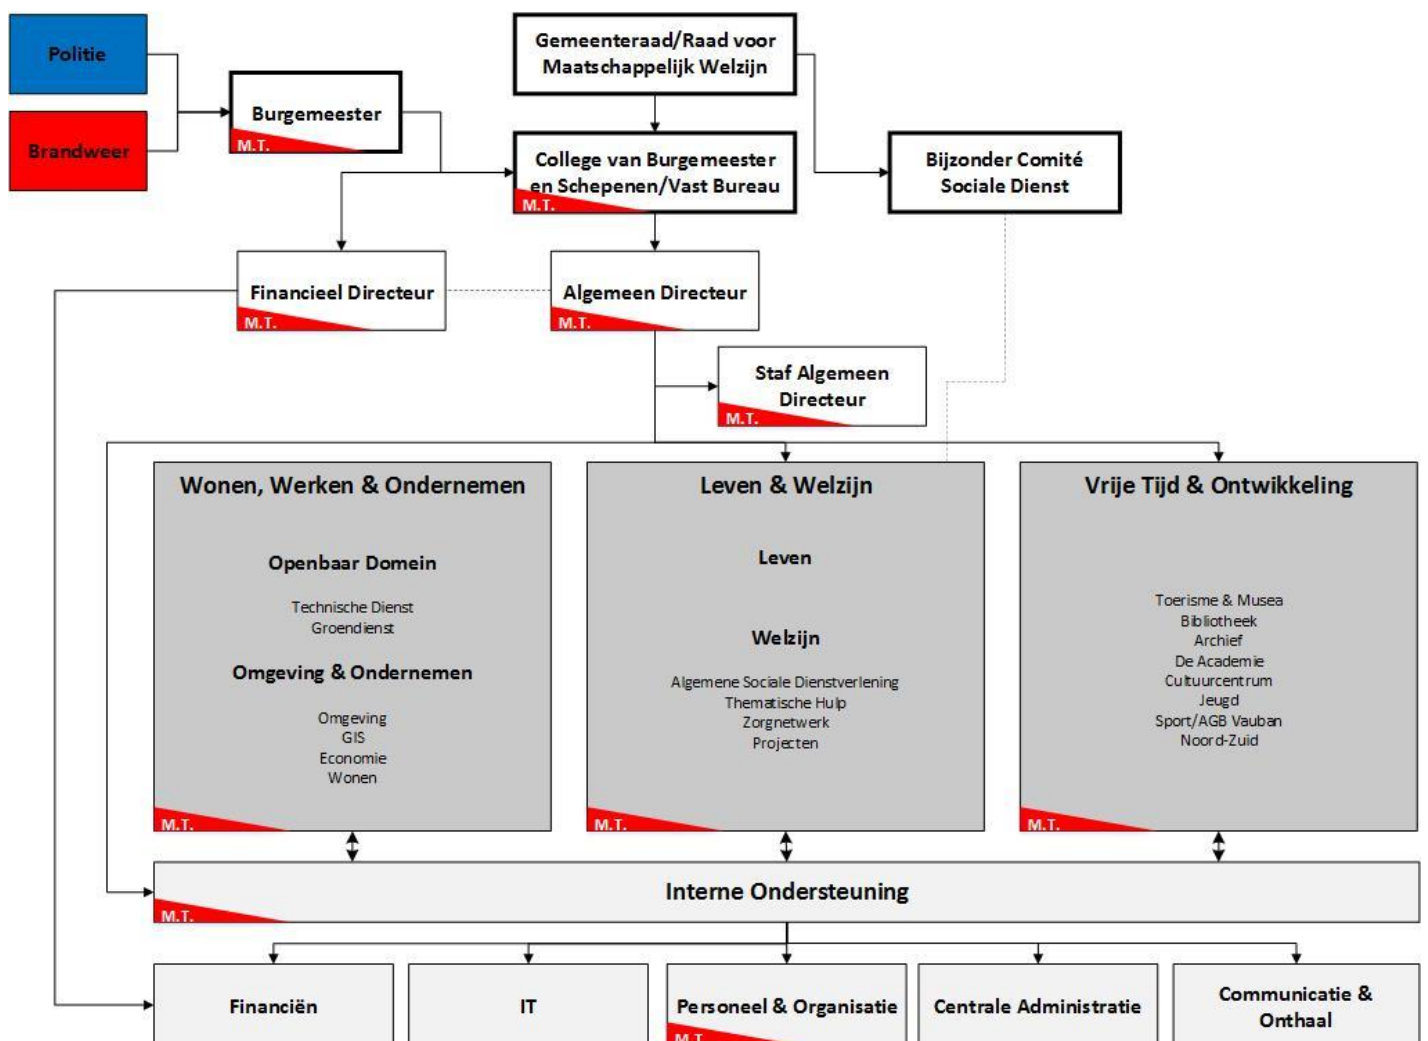 Politie
Brandweer
Burgemeester
M.T.
Gemeenteraad/Raad voor
Maatschappelijk Welzijn
College van Burgemeester
en Schepenen/Vast Bureau
M.T.
Bijzonder Comité
Sociale Dienst
Financieel Directeur
M.T.
Algemeen Directeur
M.T.
Staf Algemeen
Directeur
M.T.
Wonen, Werken & Ondernemen
Openbaar Domein
Technische Dienst
Groendienst
Omgeving & Ondernemen
Omgeving
GIS
Economie
Wonen
M.T.
Leven & Welzijn
Leven
Welzijn
Algemene Sociale Dienstverlening
Thematische Hulp
Zorgnetwerk
Projecten
M.T.
Vrije Tijd & Ontwikkeling
Toerisme & Musea
Bibliotheek
Archief
De Academie
Cultuurcentrum
Jeugd
Sport/AGB Vauban
Noord-Zuid
M.T.
Interne Ondersteuning
M.T.
Financiën
IT
Personeel & Organisatie
M.T.
Centrale Administratie
Communicatie &
Onthaal